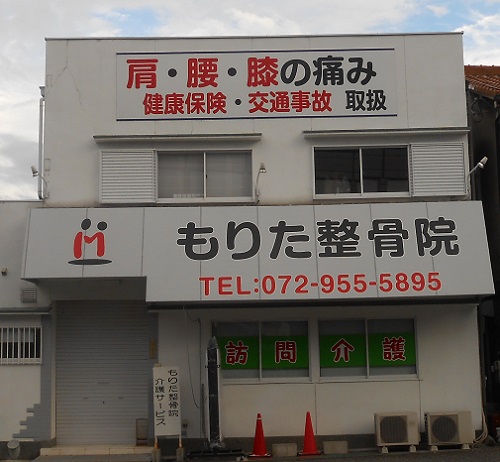 肩・腰・膝の痛み
健康保険・交通事故 取扱
もりた整骨院
TEL:072-955-5895
訪問介護
もりた整骨院
介護サービス